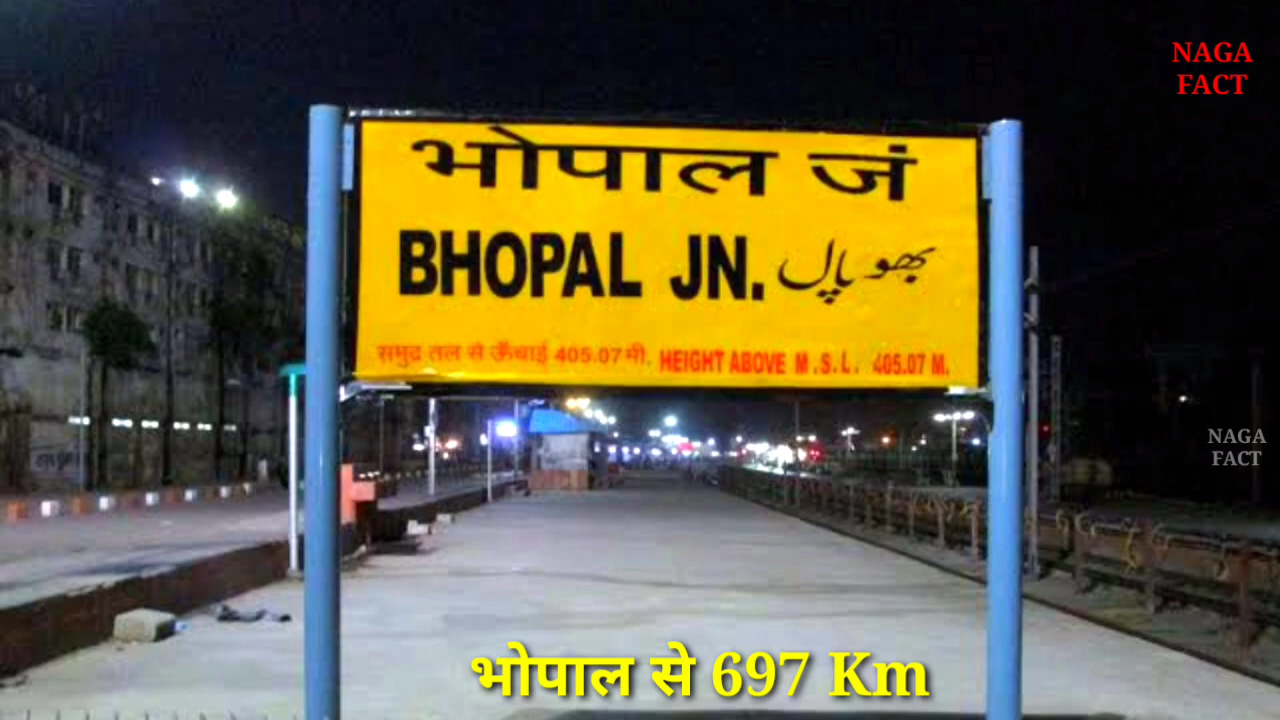 NAGA
FACT
भोपाल जं
BHOPAL JN. بھوپال
समुद्र तल से ऊँचाई 405.07 मी. HEIGHT ABOVE M.S.L. 405.07 M.
NAGA
FACT
भोपाल से 697 Km